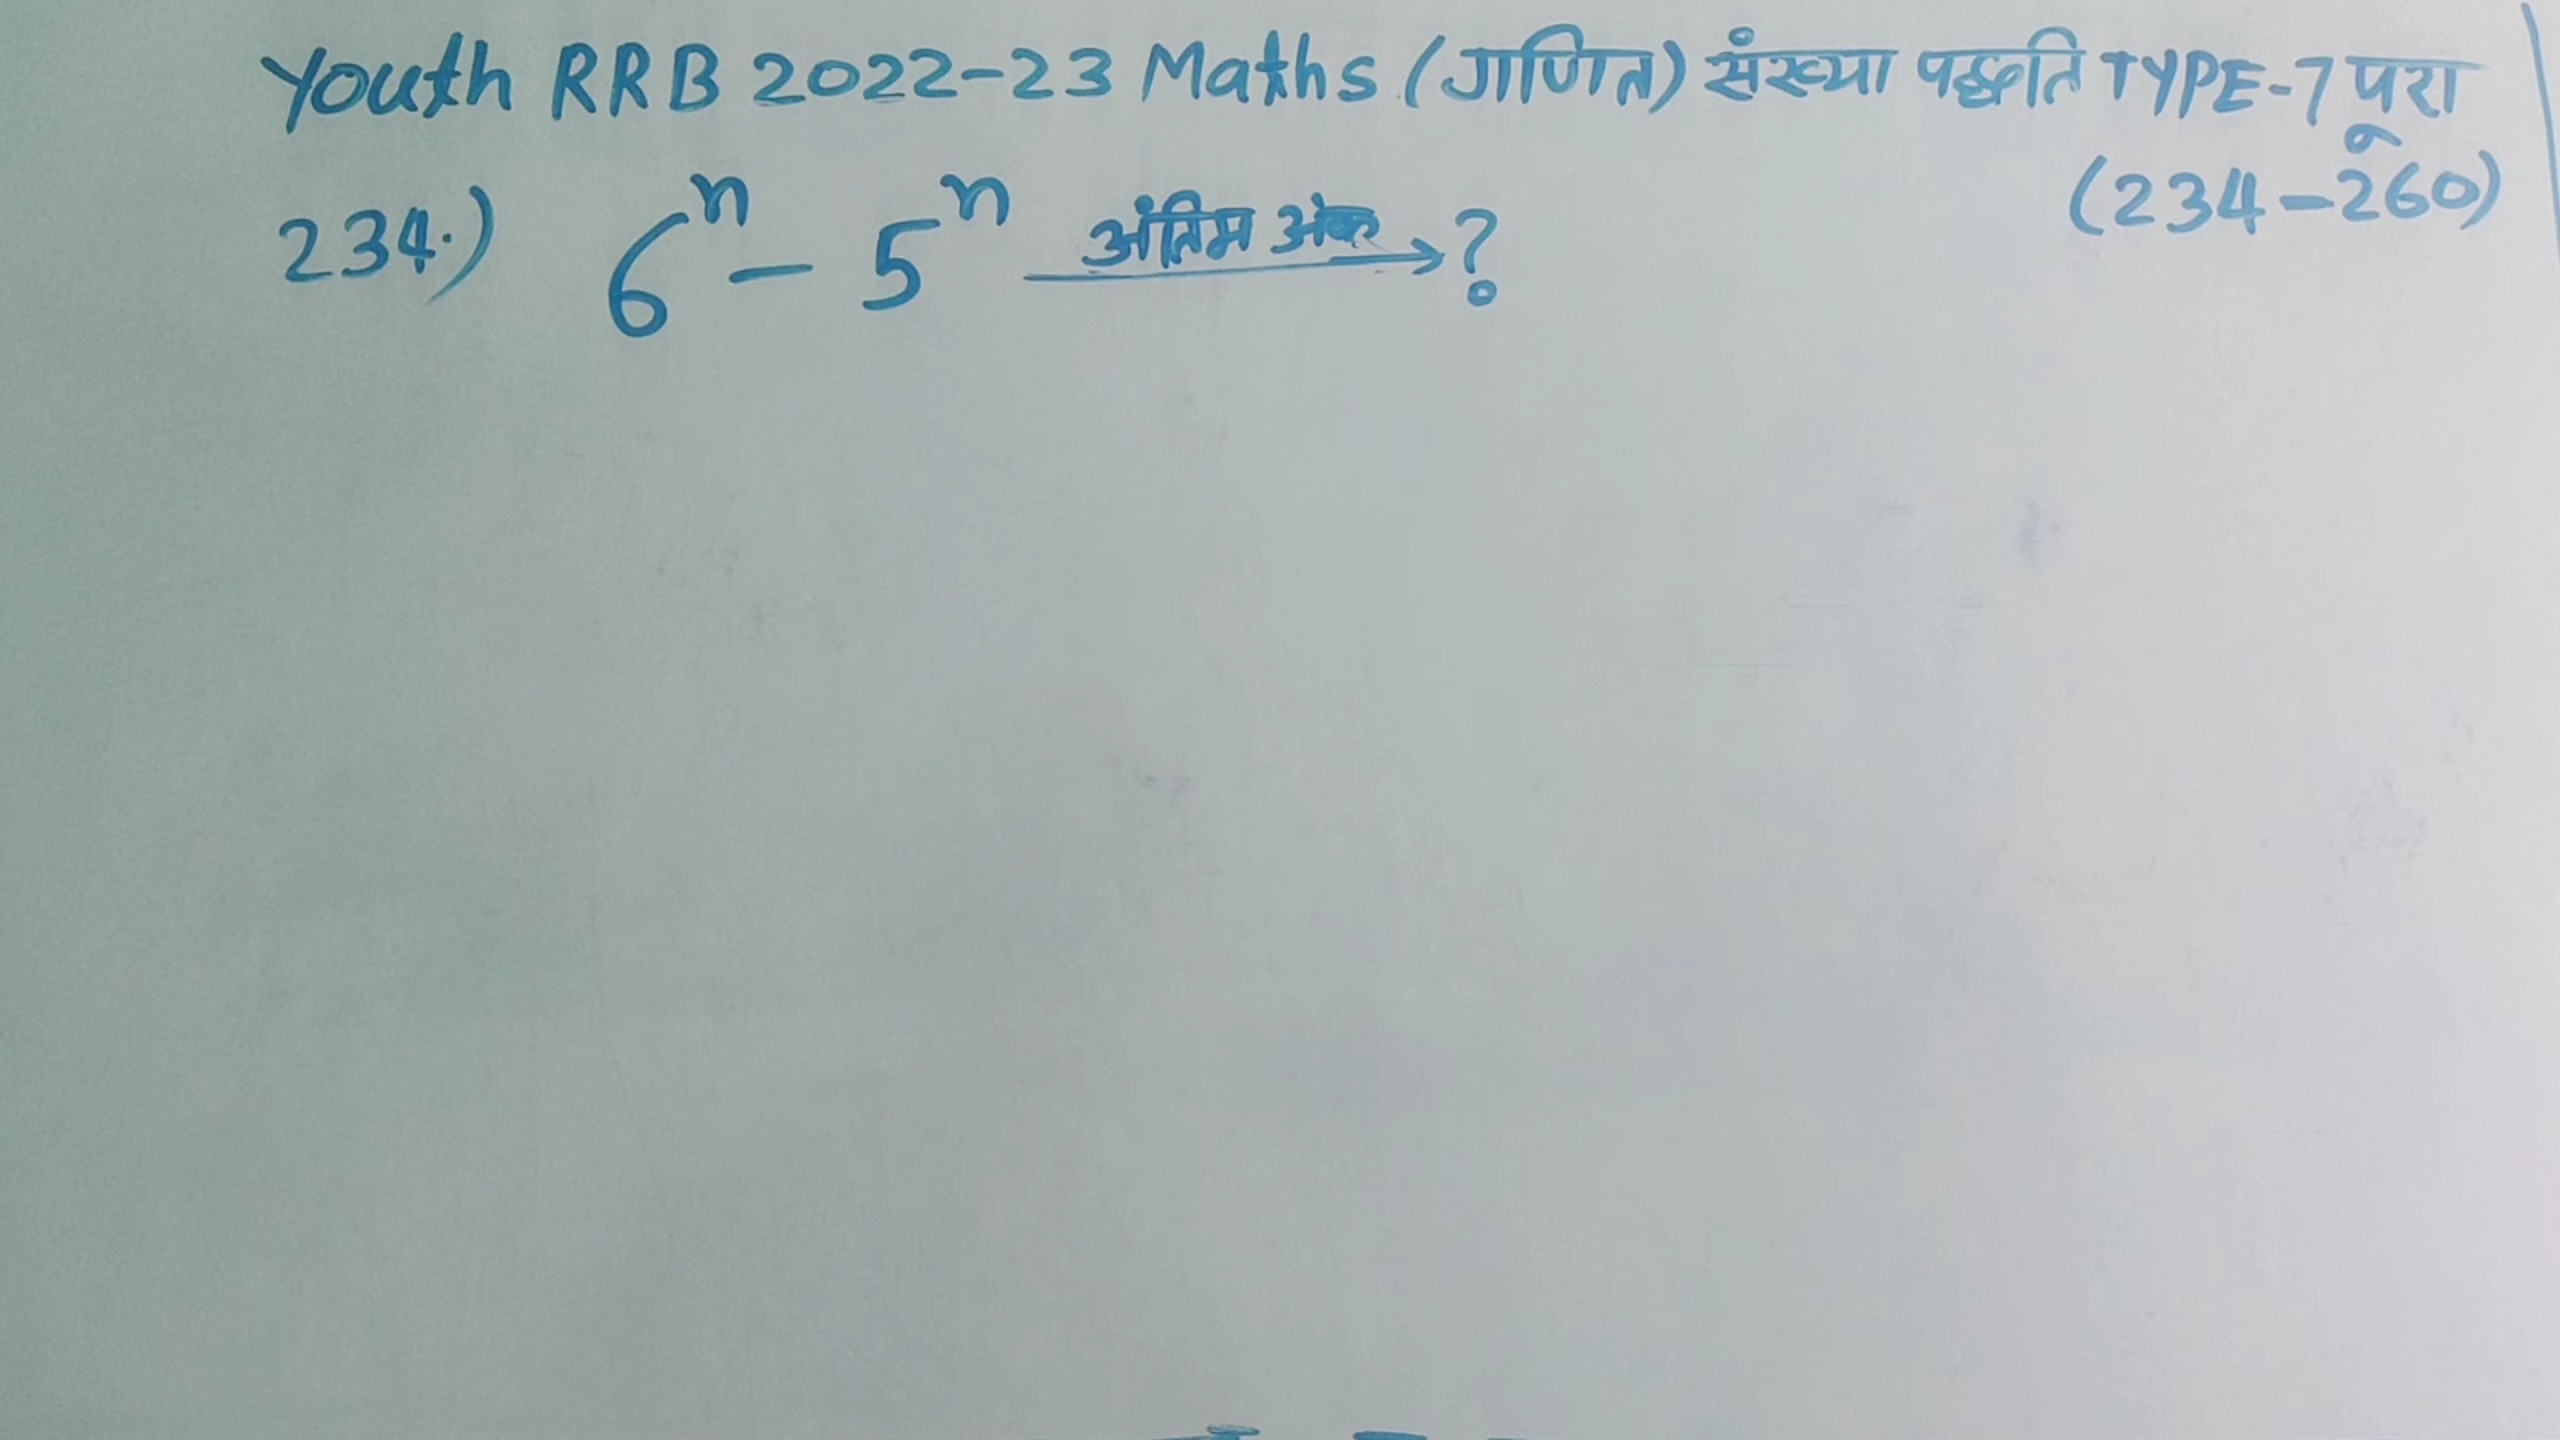 Youth RRB 2022-23 Maths (गणित) संख्या पद्धति TYPE-7 पूरा
(234-260)
234.) 6ⁿ - 5ⁿ अंतिम अंक → ?